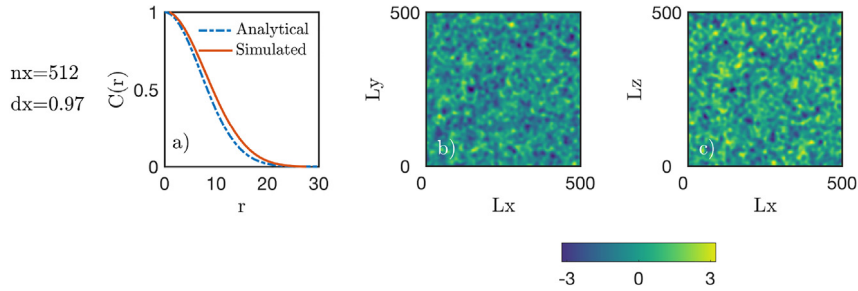 nx=512
dx=0.97
1
0.5
0
C(r)
Analytical
Simulated
a)
0
10
20
30
r
500
Ly
0
b)
0
500
Lx
500
Lz
0
c)
0
500
Lx
-3
0
3